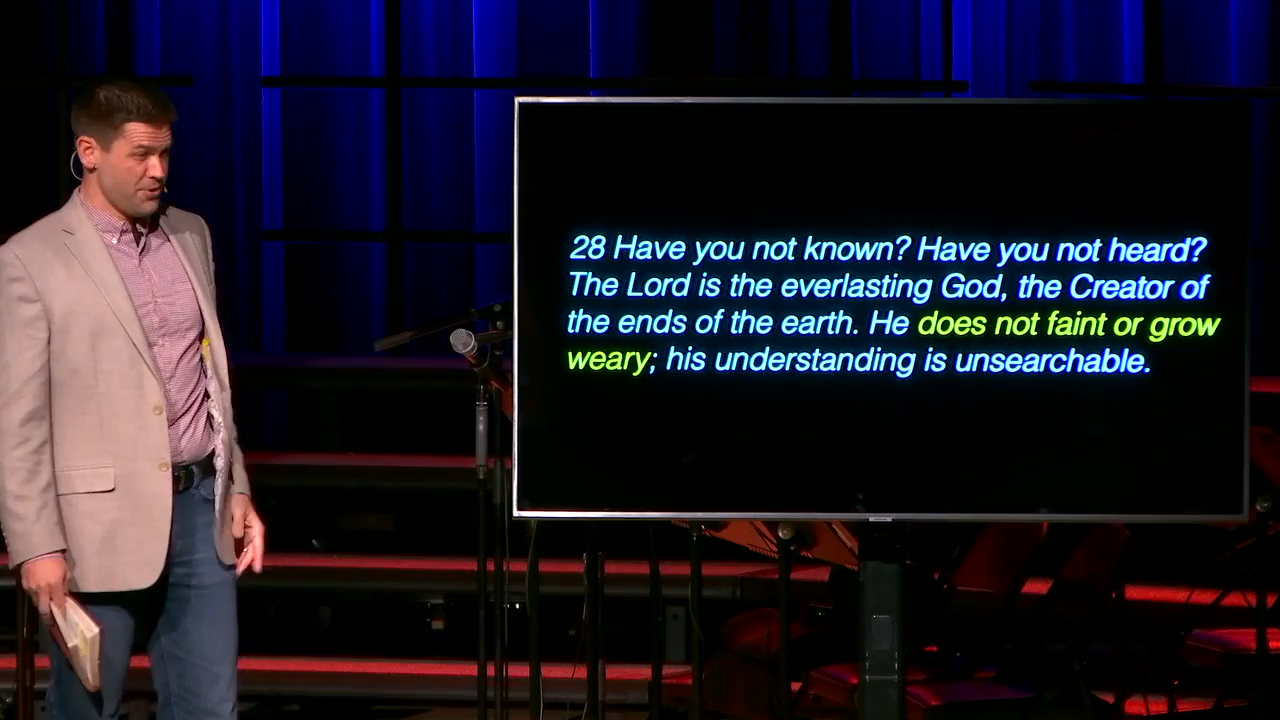 28 Have you not known? Have you not heard?
The Lord is the everlasting God, the Creator of
the ends of the earth. He does not faint or grow
weary; his understanding is unsearchable.